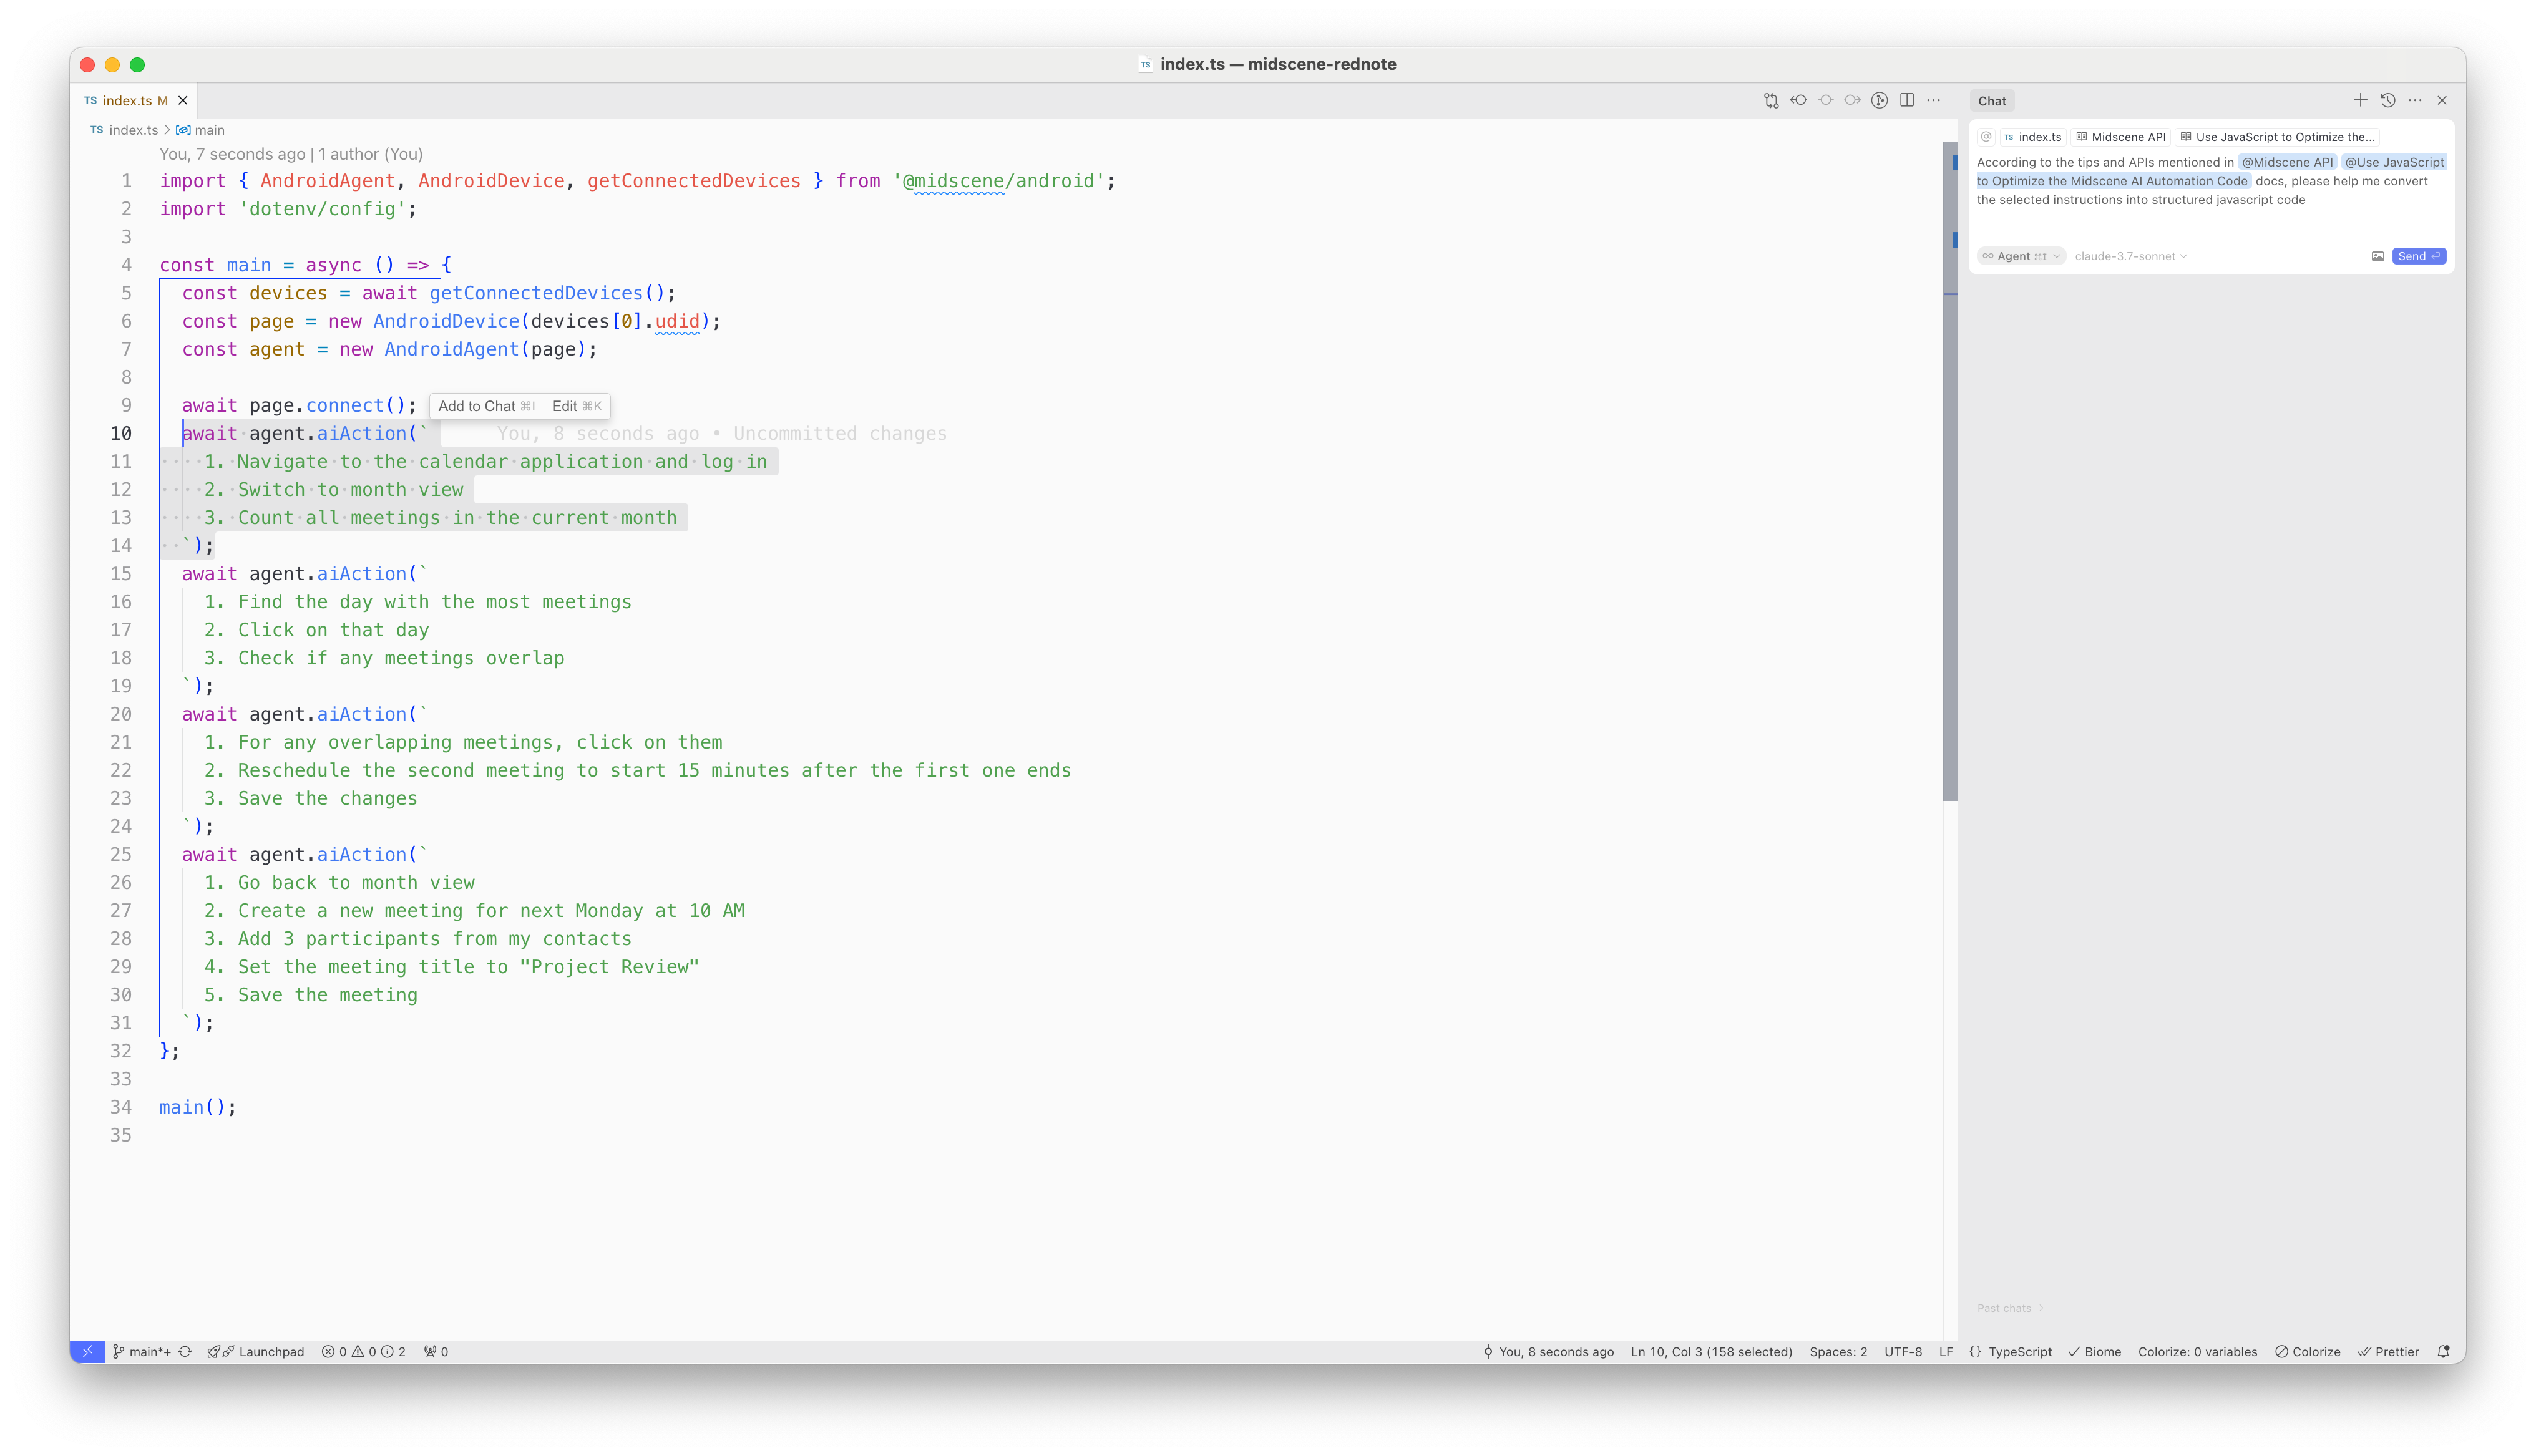 index.ts — midscene-rednote
TS index.ts M
Chat
TS index.ts > main
You, 7 seconds ago | 1 author (You)
1 import { AndroidAgent, AndroidDevice, getConnectedDevices } from '@midscene/android';
2 import 'dotenv/config';
3
4 const main = async () => {
5 const devices = await getConnectedDevices();
6 const page = new AndroidDevice(devices[0].udid);
7 const agent = new AndroidAgent(page);
8
9 await page.connect();
Add to Chat ⌘I Edit ⌘K
10 await agent.aiAction(` You, 8 seconds ago • Uncommitted changes
11 1. Navigate to the calendar application and log in
12 2. Switch to month view
13 3. Count all meetings in the current month
14 `);
15 await agent.aiAction(`
16 1. Find the day with the most meetings
17 2. Click on that day
18 3. Check if any meetings overlap
19 `);
20 await agent.aiAction(`
21 1. For any overlapping meetings, click on them
22 2. Reschedule the second meeting to start 15 minutes after the first one ends
23 3. Save the changes
24 `);
25 await agent.aiAction(`
26 1. Go back to month view
27 2. Create a new meeting for next Monday at 10 AM
28 3. Add 3 participants from my contacts
29 4. Set the meeting title to "Project Review"
30 5. Save the meeting
31 `);
32 };
33
34 main();
35
@ TS index.ts Midscene API Use JavaScript to Optimize the...
According to the tips and APIs mentioned in @Midscene API @Use JavaScript
to Optimize the Midscene AI Automation Code docs, please help me convert
the selected instructions into structured javascript code
∞ Agent ⌘I claude-3.7-sonnet Send ⏎
Past chats >
main*+ Launchpad 0 0 2 0 You, 8 seconds ago Ln 10, Col 3 (158 selected) Spaces: 2 UTF-8 LF {} TypeScript Biome Colorize: 0 variables Colorize Prettier